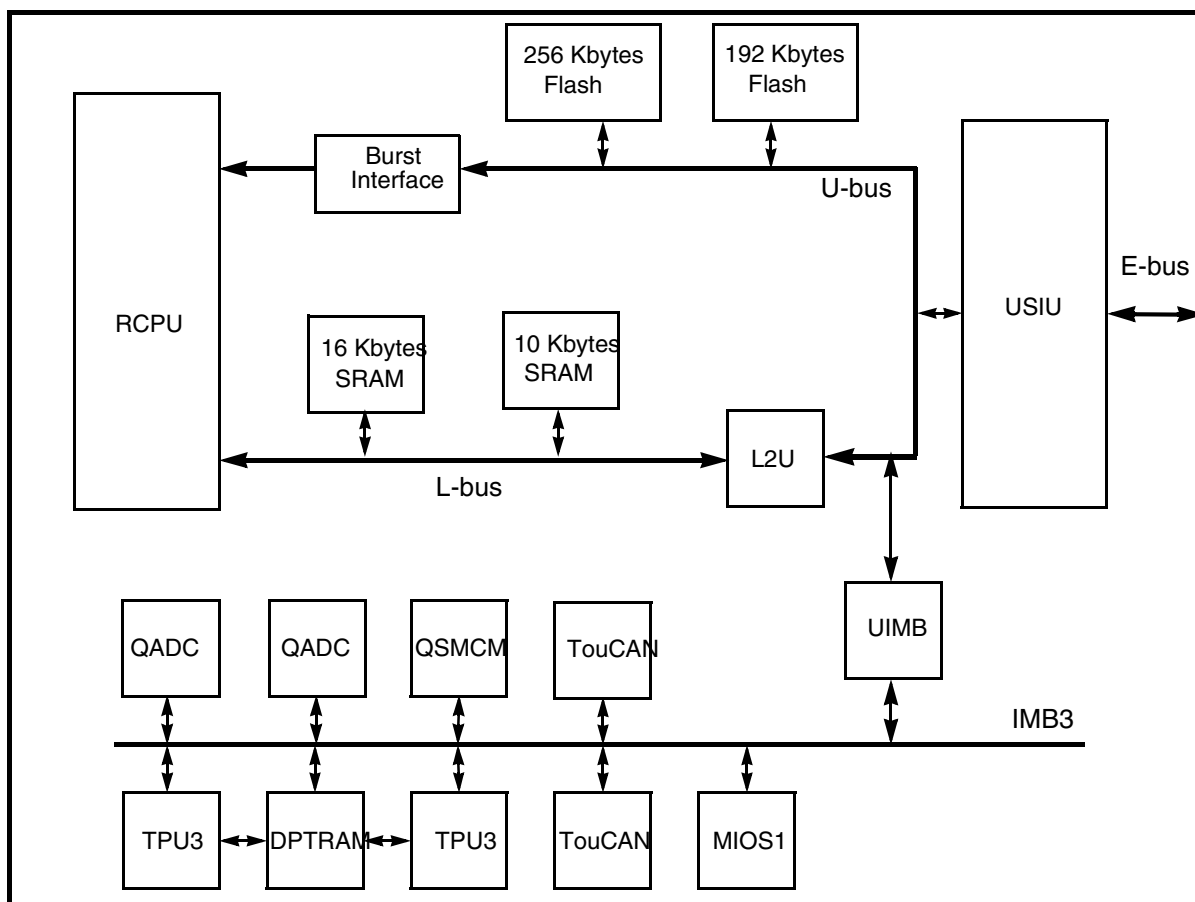 256 Kbytes
Flash
192 Kbytes
Flash
Burst
Interface
U-bus
E-bus
RCPU
USIU
16 Kbytes
SRAM
10 Kbytes
SRAM
L2U
L-bus
QADC
QADC
QSMCM
TouCAN
UIMB
IMB3
TPU3
DPTRAM
TPU3
TouCAN
MIOS1